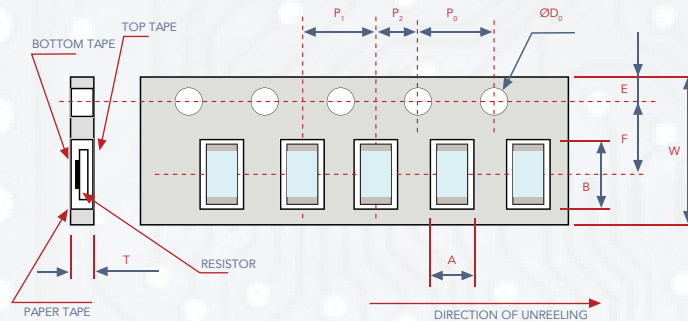 P1
P2
P0
ØD0
TOP TAPE
BOTTOM TAPE
E
F
W
B
A
T
RESISTOR
PAPER TAPE
DIRECTION OF UNREELING